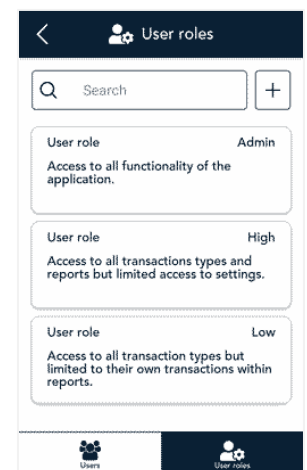 User roles
Search
User role Admin
Access to all functionality of the
application.
User role High
Access to all transactions types and
reports but limited access to settings.
User role Low
Access to all transaction types but
limited to their own transactions within
reports.
Users User roles